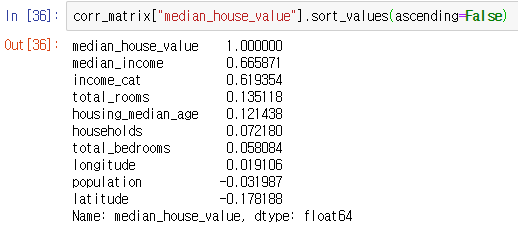 In [36]: corr_matrix["median_house_value"].sort_values(ascending=False)
Out[36]: median_house_value    1.000000
median_income         0.665871
income_cat            0.619354
total_rooms           0.135118
housing_median_age    0.121438
households            0.072180
total_bedrooms        0.058084
longitude             0.019106
population           -0.031987
latitude             -0.178188
Name: median_house_value, dtype: float64